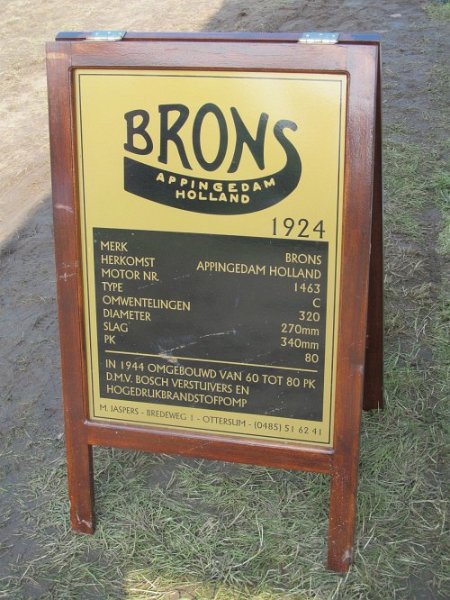 BRONS
APPINGEDAM
HOLLAND
1924
MERK BRONS
HERKOMST APPINGEDAM HOLLAND
MOTOR NR. 1463
TYPE C
OMWENTELINGEN 320
DIAMETER 270mm
SLAG 340mm
PK 80
IN 1944 OMGEBOUWD VAN 60 TOT 80 PK
D.M.V. BOSCH VERSTUIVERS EN
HOGEDRUKBRANDSTOFPOMP
M. JASPERS - BREDEWEG 1 - OTTERSUM - (0485) 51 62 41